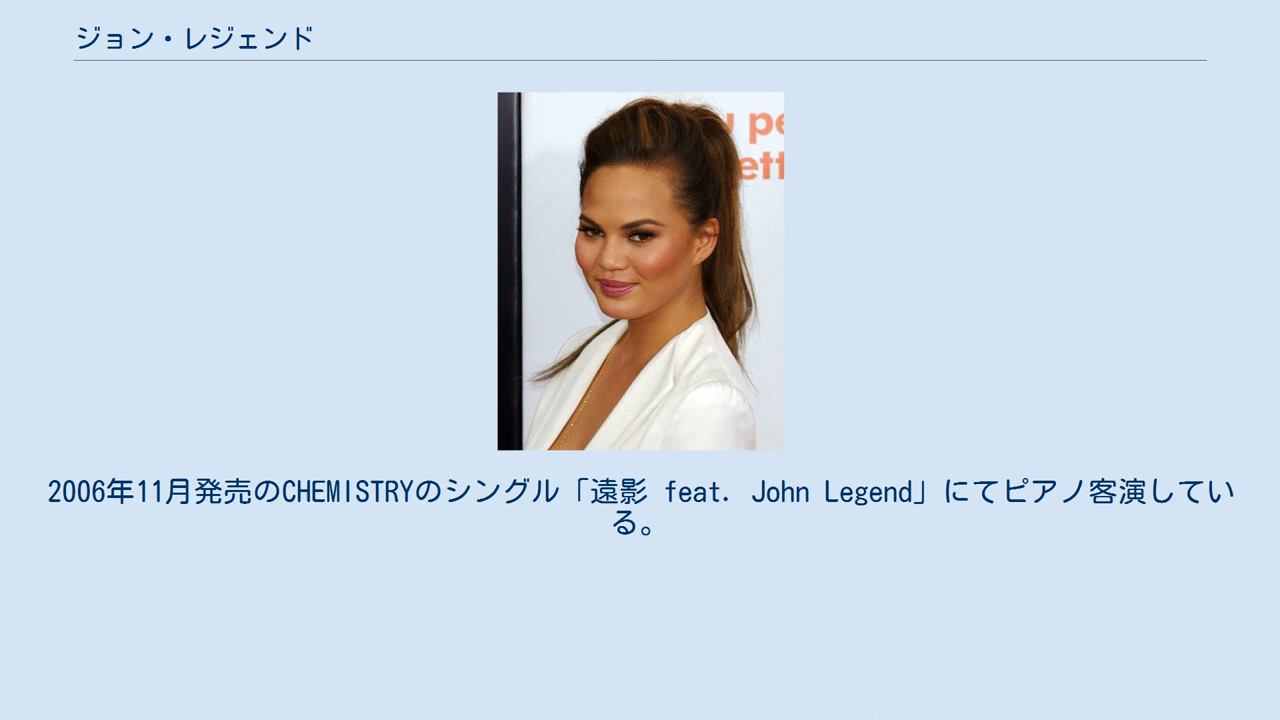 ジョン・レジェンド
u pe
ett
2006年11月発売のCHEMISTRYのシングル「遠影 feat. John Legend」にてピアノ客演してい
る。